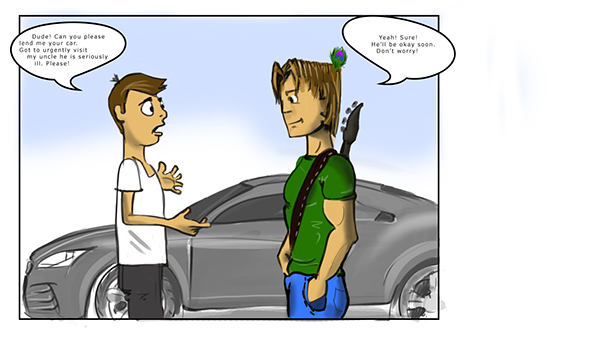 Dude! Can you please
lend me your car.
Got to urgently visit
my uncle he is seriously
ill. Please!
Yeah! Sure!
He'll be okay soon.
Don't worry!